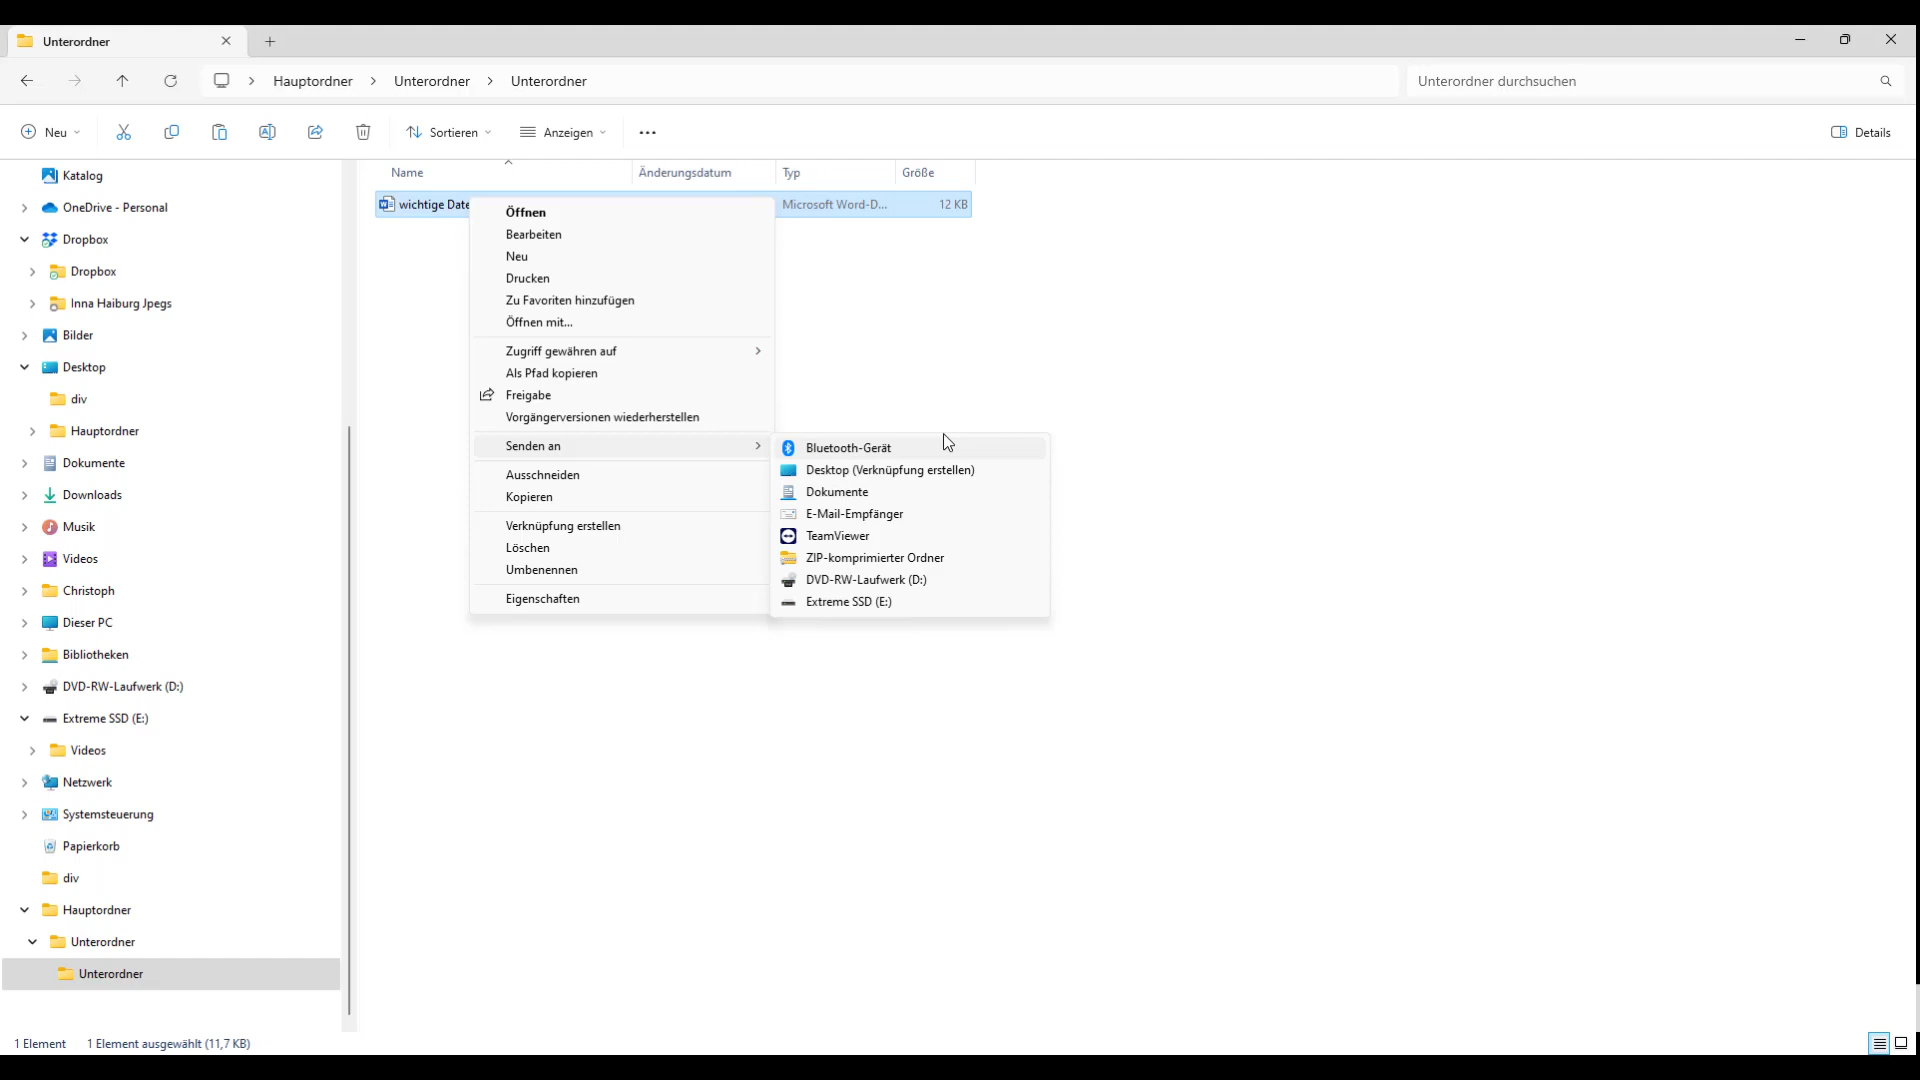 Unterordner
Hauptordner > Unterordner > Unterordner
Unterordner durchsuchen
Neu
Sortieren
Anzeigen
Details
Katalog
OneDrive - Personal
Dropbox
Dropbox
Inna Haiburg Jpegs
Bilder
Desktop
div
Hauptordner
Dokumente
Downloads
Musik
Videos
Christoph
Dieser PC
Bibliotheken
DVD-RW-Laufwerk (D:)
Extreme SSD (E:)
Videos
Netzwerk
Systemsteuerung
Papierkorb
div
Hauptordner
Unterordner
Unterordner
Name Änderungsdatum Typ Größe
wichtige Date Microsoft Word-D... 12 KB
Öffnen
Bearbeiten
Neu
Drucken
Zu Favoriten hinzufügen
Öffnen mit...
Zugriff gewähren auf
Als Pfad kopieren
Freigabe
Vorgängerversionen wiederherstellen
Senden an
Ausschneiden
Kopieren
Verknüpfung erstellen
Löschen
Umbenennen
Eigenschaften
Bluetooth-Gerät
Desktop (Verknüpfung erstellen)
Dokumente
E-Mail-Empfänger
TeamViewer
ZIP-komprimierter Ordner
DVD-RW-Laufwerk (D:)
Extreme SSD (E:)
1 Element 1 Element ausgewählt (11,7 KB)